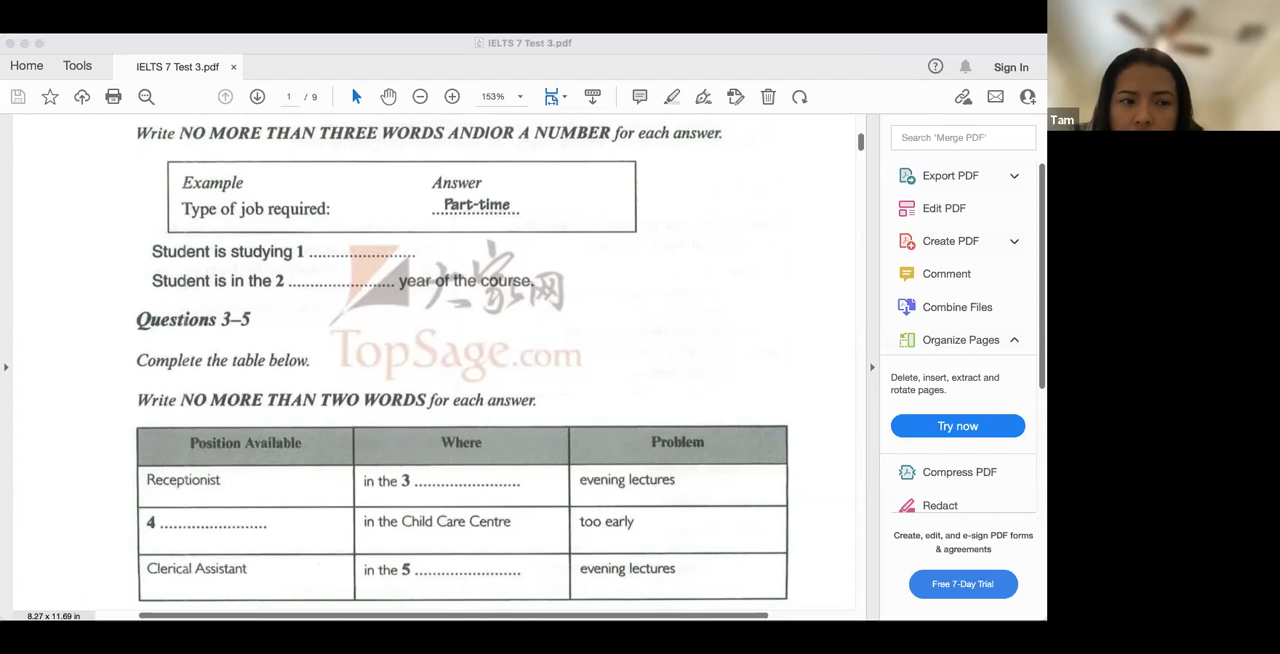 IELTS 7 Test 3.pdf
Home Tools IELTS 7 Test 3.pdf × Sign In
1 / 9 153%
Write NO MORE THAN THREE WORDS AND/OR A NUMBER for each answer.
Example Answer
Type of job required: Part-time
Student is studying 1 ........................
Student is in the 2 ........................ year of the course.
大家网
TopSage.com
Questions 3–5
Complete the table below.
Write NO MORE THAN TWO WORDS for each answer.
Position Available Where Problem
Receptionist in the 3 ........................ evening lectures
4 ........................ in the Child Care Centre too early
Clerical Assistant in the 5 ........................ evening lectures
8.27 x 11.69 in
Search 'Merge PDF'
Export PDF
Edit PDF
Create PDF
Comment
Combine Files
Organize Pages
Delete, insert, extract and
rotate pages.
Try now
Compress PDF
Redact
Create, edit, and e-sign PDF forms
& agreements
Free 7-Day Trial
Tam